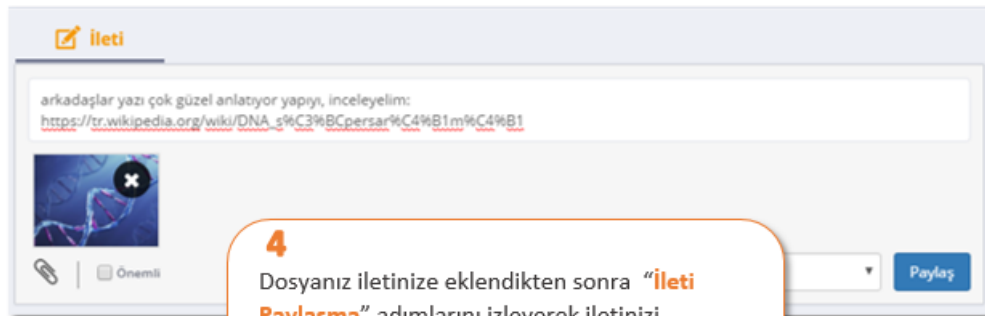 İleti
arkadaşlar yazı çok güzel anlatıyor yapıyı, inceleyelim:
https://tr.wikipedia.org/wiki/DNA_s%C3%BCpersar%C4%B1m%C4%B1
Önemli
Paylaş
4
Dosyanız iletinize eklendikten sonra “İleti
Paylaşma” adımlarını izleyerek iletinizi